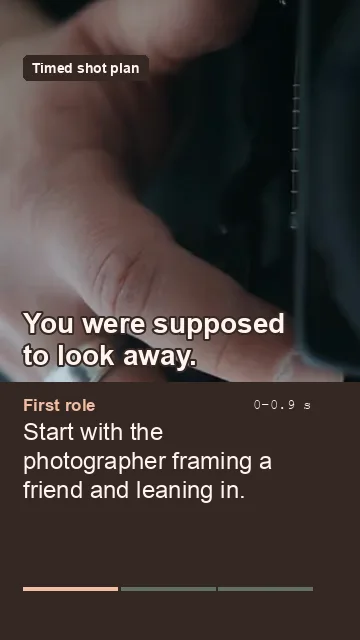 Timed shot plan
You were supposed
to look away.
First role
0–0.9 s
Start with the
photographer framing a
friend and leaning in.